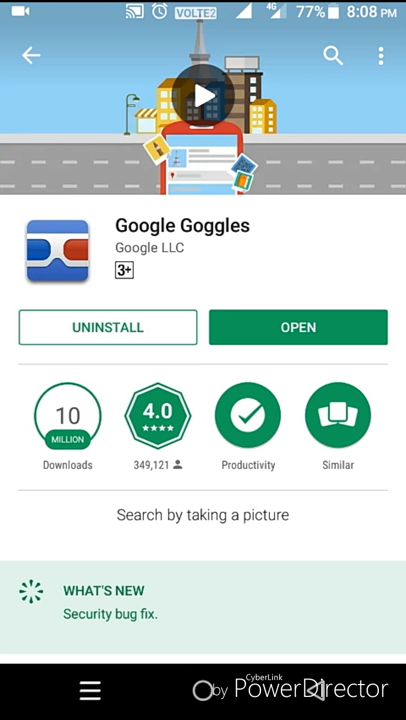 VOLTE2 4G 77% 8:08 PM
Google Goggles
Google LLC
3+
UNINSTALL
OPEN
10
MILLION
Downloads
4.0
349,121
Productivity
Similar
Search by taking a picture
WHAT'S NEW
Security bug fix.
CyberLink
by PowerDirector